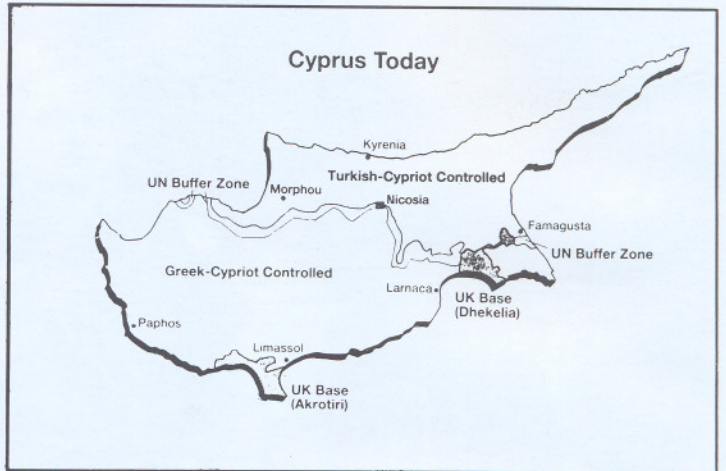 Cyprus Today
Kyrenia
Turkish-Cypriot Controlled
UN Buffer Zone
Morphou
Nicosia
Famagusta
UN Buffer Zone
Greek-Cypriot Controlled
Larnaca
UK Base
(Dhekelia)
Paphos
Limassol
UK Base
(Akrotiri)